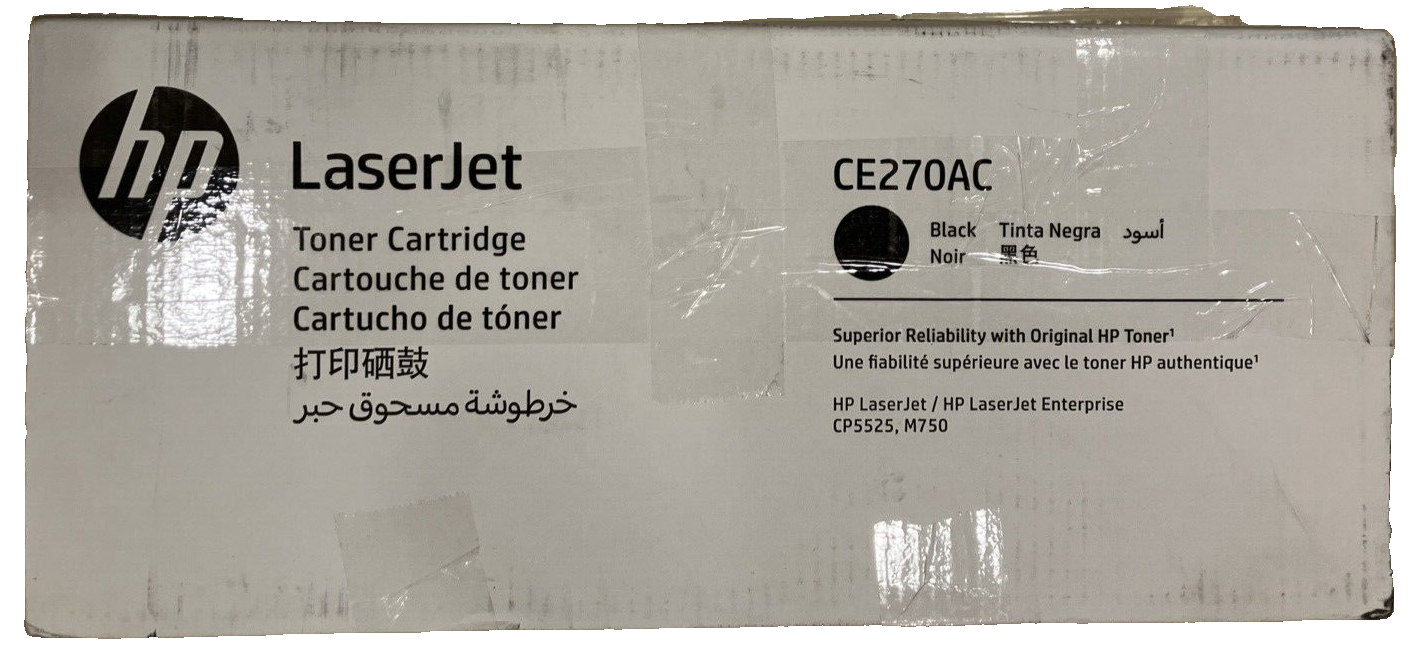 hp
LaserJet
Toner Cartridge
Cartouche de toner
Cartucho de tóner
打印硒鼓
خرطوشة مسحوق حبر
CE270AC
Black Tinta Negra أسود
Noir 黑色
Superior Reliability with Original HP Toner¹
Une fiabilité supérieure avec le toner HP authentique¹
HP LaserJet / HP LaserJet Enterprise
CP5525, M750